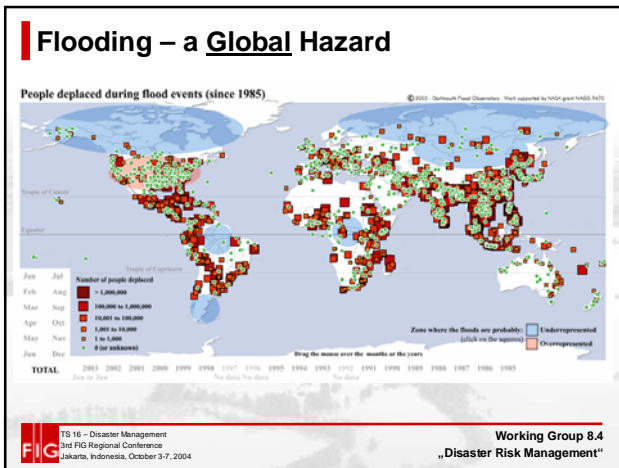 Flooding – a Global Hazard
People deplaced during flood events (since 1985)
© 2003 - Dartmouth Flood Observatory - Work supported by NASA grant NAGG-9470
Tropic of Cancer
Equator
Tropic of Capricorn
Jan Jul
Feb Aug
Mar Sep
Apr Oct
May Nov
Jun Dec
TOTAL
Number of people deplaced
> 1,000,000
100,000 to 1,000,000
10,001 to 100,000
1,001 to 10,000
1 to 1,000
0 (or unknown)
Zone where the floods are probably:
(click on the squares)
Underrepresented
Overrepresented
Drag the mouse over the months or the years
2003 2002 2001 2000 1999 1998 1997 1996 1995 1994 1993 1992 1991 1990 1989 1988 1987 1986 1985
Jan to Jun
No data No data
No data
FIG
TS 16 – Disaster Management
3rd FIG Regional Conference
Jakarta, Indonesia, October 3-7, 2004
Working Group 8.4
„Disaster Risk Management“